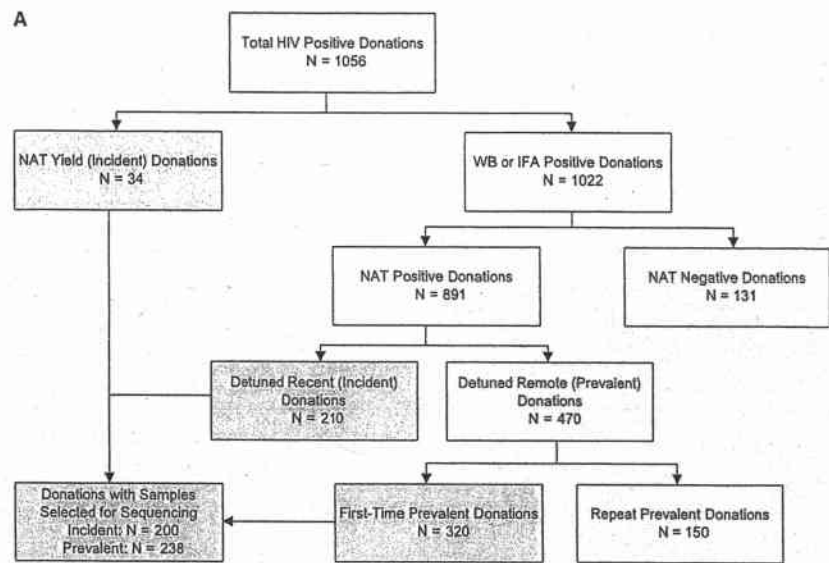 A
Total HIV Positive Donations
N = 1056
NAT Yield (Incident) Donations
N = 34
WB or IFA Positive Donations
N = 1022
NAT Positive Donations
N = 891
NAT Negative Donations
N = 131
Detuned Recent (Incident)
Donations
N = 210
Detuned Remote (Prevalent)
Donations
N = 470
Donations with Samples
Selected for Sequencing
Incident: N = 200
Prevalent: N = 238
First-Time Prevalent Donations
N = 320
Repeat Prevalent Donations
N = 150